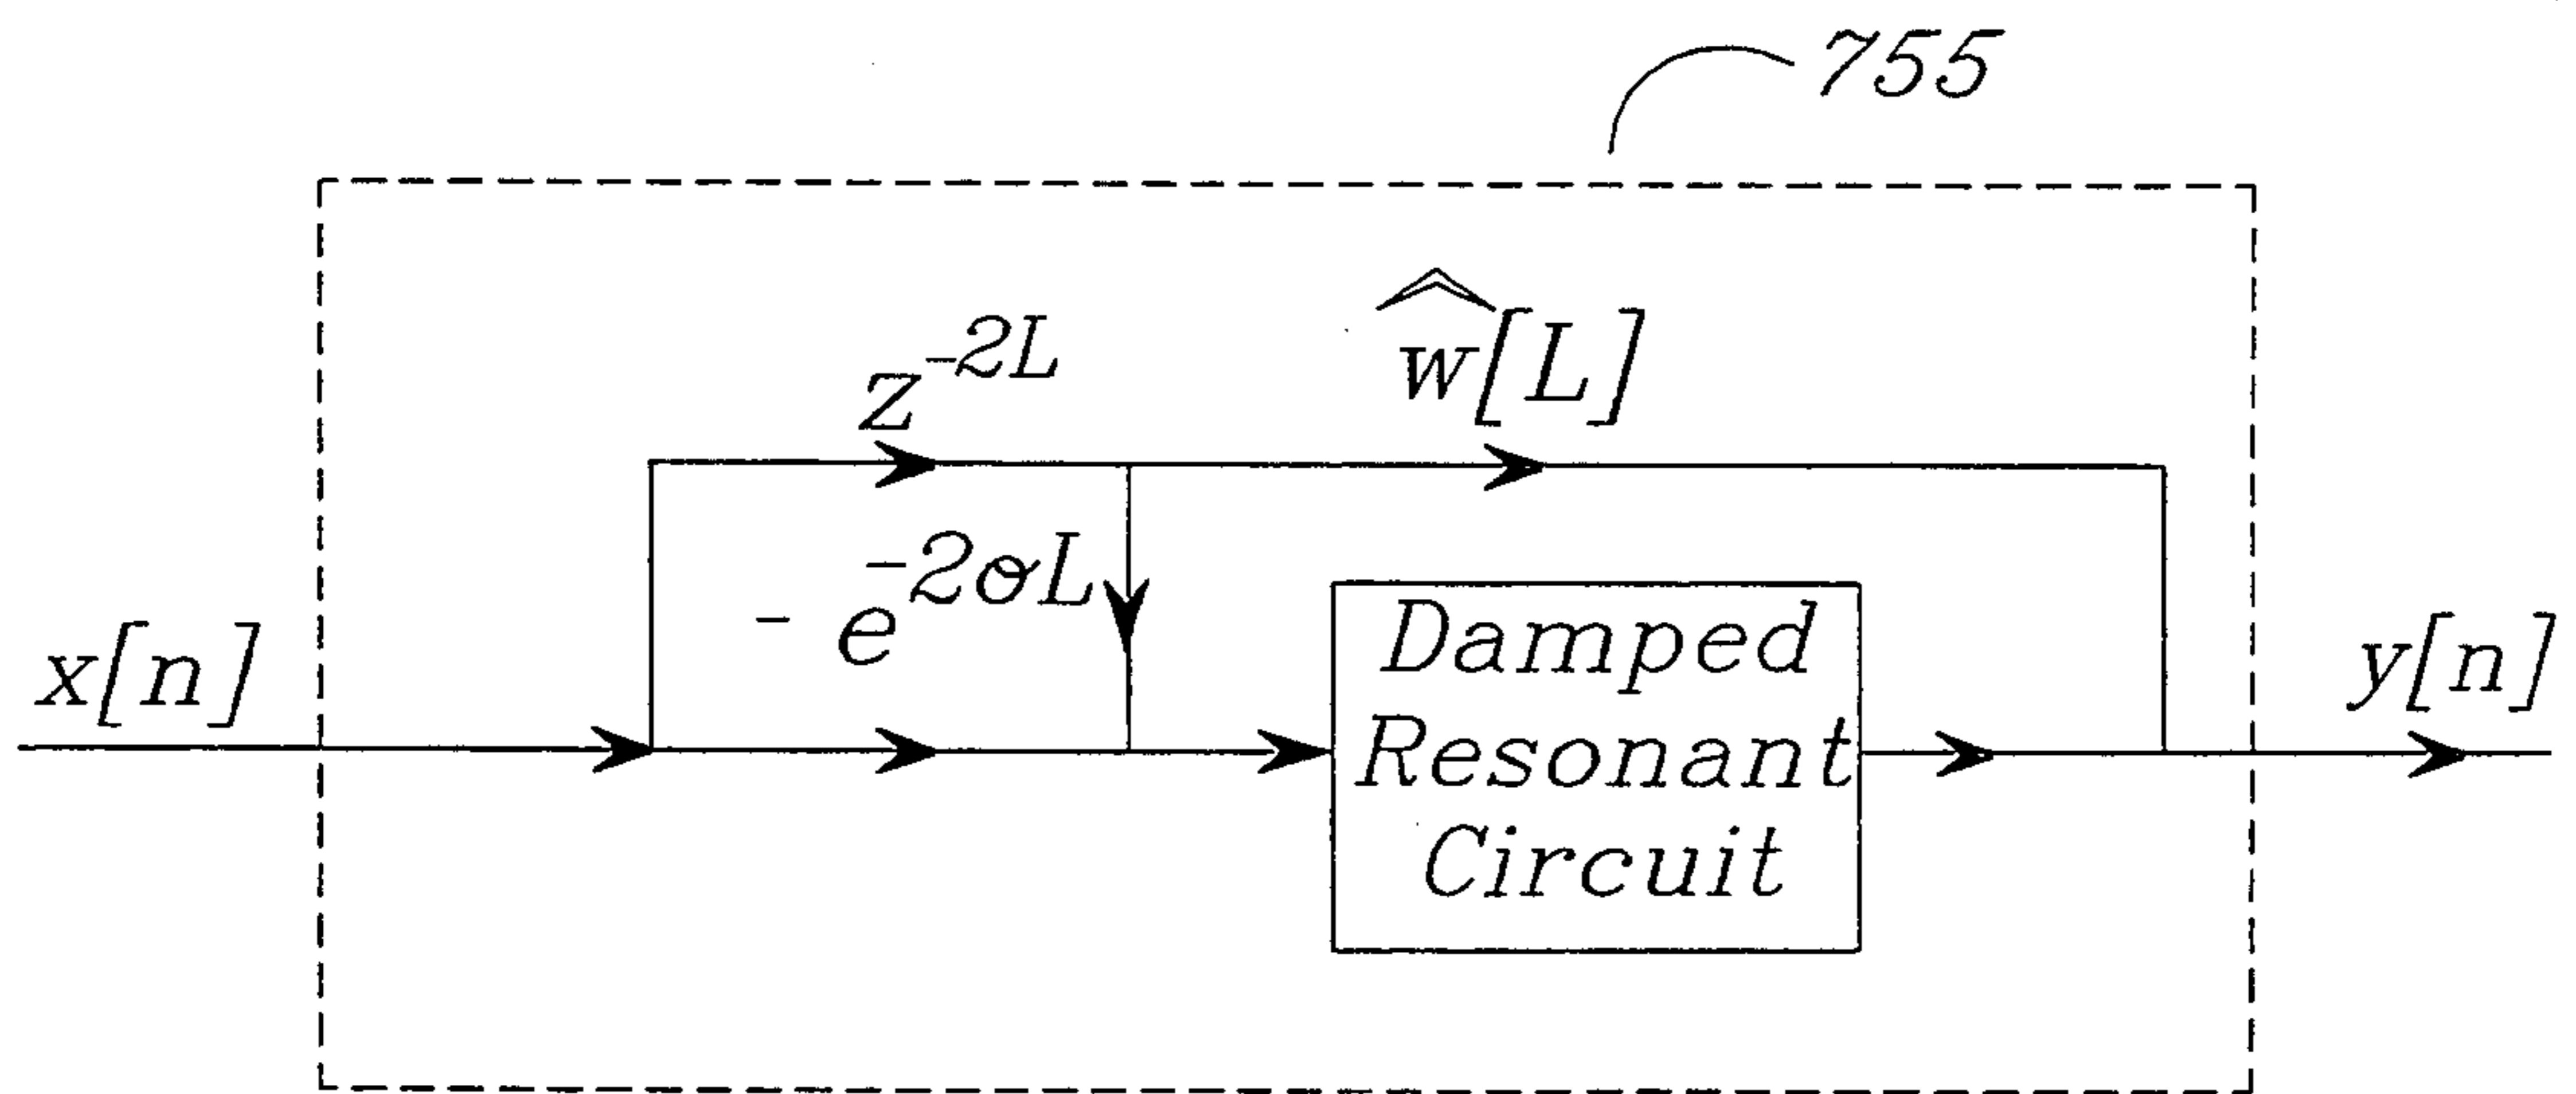 755
z^-2L
ŵ[L]
- e^-2σL
x[n]
Damped
Resonant
Circuit
y[n]